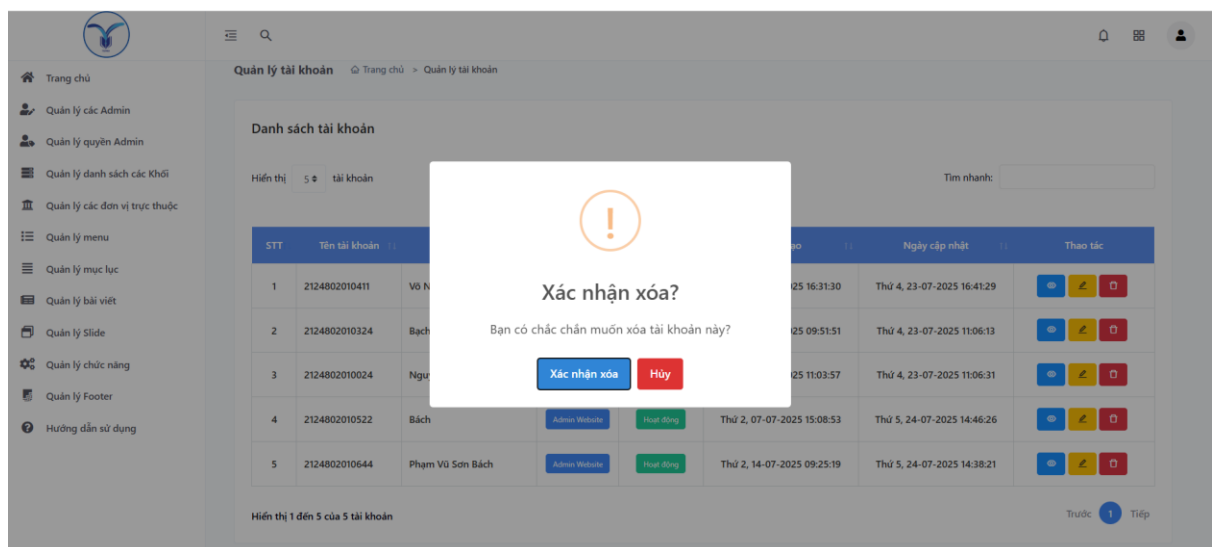 Quản lý tài khoản Trang chủ » Quản lý tài khoản
Trang chủ
Quản lý các Admin
Quản lý quyền Admin
Quản lý danh sách các Khối
Quản lý các đơn vị trực thuộc
Quản lý menu
Quản lý mục lục
Quản lý bài viết
Quản lý Slide
Quản lý chức năng
Quản lý Footer
Hướng dẫn sử dụng
Danh sách tài khoản
Hiển thị 5 tài khoản
Tìm nhanh:
STT Tên tài khoản Ngày cập nhật Thao tác
1 2124802010411 Võ 16:31:30 Thứ 4, 23-07-2025 16:41:29
2 2124802010324 Bạch 09:51:51 Thứ 4, 23-07-2025 11:06:13
3 2124802010024 11:03:57 Thứ 4, 23-07-2025 11:06:31
4 2124802010522 Bách Admin Website Hoạt động Thứ 2, 07-07-2025 15:08:53 Thứ 5, 24-07-2025 14:46:26
5 2124802010644 Phạm Vũ Sơn Bách Admin Website Hoạt động Thứ 2, 14-07-2025 09:25:19 Thứ 5, 24-07-2025 14:38:21
Hiển thị 1 đến 5 của 5 tài khoản
Trước 1 Tiếp
!
Xác nhận xóa?
Bạn có chắc chắn muốn xóa tài khoản này?
Xác nhận xóa Hủy